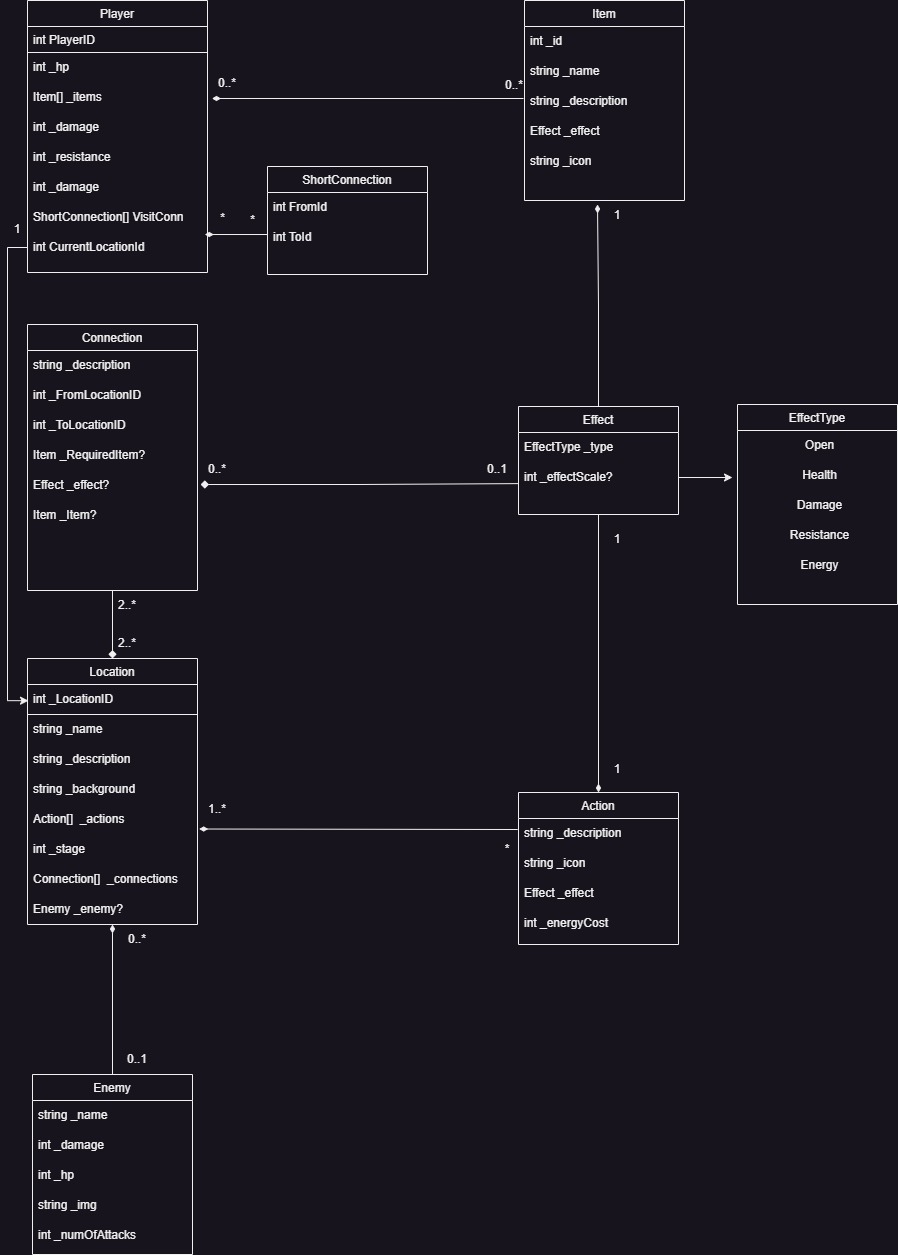 Player
int PlayerID
int _hp
Item[] _items
int _damage
int _resistance
int _damage
ShortConnection[] VisitConn
int CurrentLocationId
1
0..*
0..*
Item
int _id
string _name
string _description
Effect _effect
string _icon
1
*
*
ShortConnection
int FromId
int ToId
Connection
string _description
int _FromLocationID
int _ToLocationID
Item _RequiredItem?
Effect _effect?
Item _Item?
0..*
0..1
Effect
EffectType _type
int _effectScale?
1
EffectType
Open
Health
Damage
Resistance
Energy
2..*
2..*
Location
int _LocationID
string _name
string _description
string _background
Action[] _actions
int _stage
Connection[] _connections
Enemy _enemy?
1..*
*
1
Action
string _description
string _icon
Effect _effect
int _energyCost
0..*
0..1
Enemy
string _name
int _damage
int _hp
string _img
int _numOfAttacks